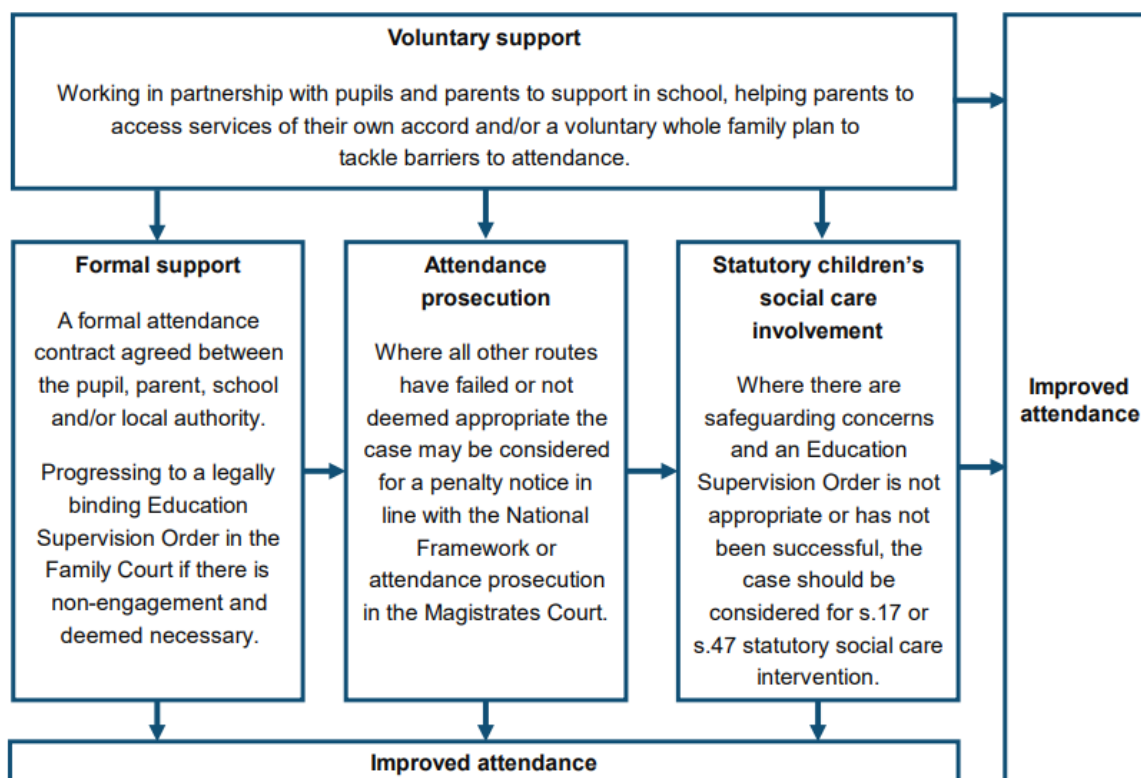 Voluntary support
Working in partnership with pupils and parents to support in school, helping parents to
access services of their own accord and/or a voluntary whole family plan to
tackle barriers to attendance.
Formal support
A formal attendance
contract agreed between
the pupil, parent, school
and/or local authority.
Progressing to a legally
binding Education
Supervision Order in the
Family Court if there is
non-engagement and
deemed necessary.
Attendance
prosecution
Where all other routes
have failed or not
deemed appropriate the
case may be considered
for a penalty notice in
line with the National
Framework or
attendance prosecution
in the Magistrates Court.
Statutory children’s
social care
involvement
Where there are
safeguarding concerns
and an Education
Supervision Order is not
appropriate or has not
been successful, the
case should be
considered for s.17 or
s.47 statutory social care
intervention.
Improved
attendance
Improved attendance